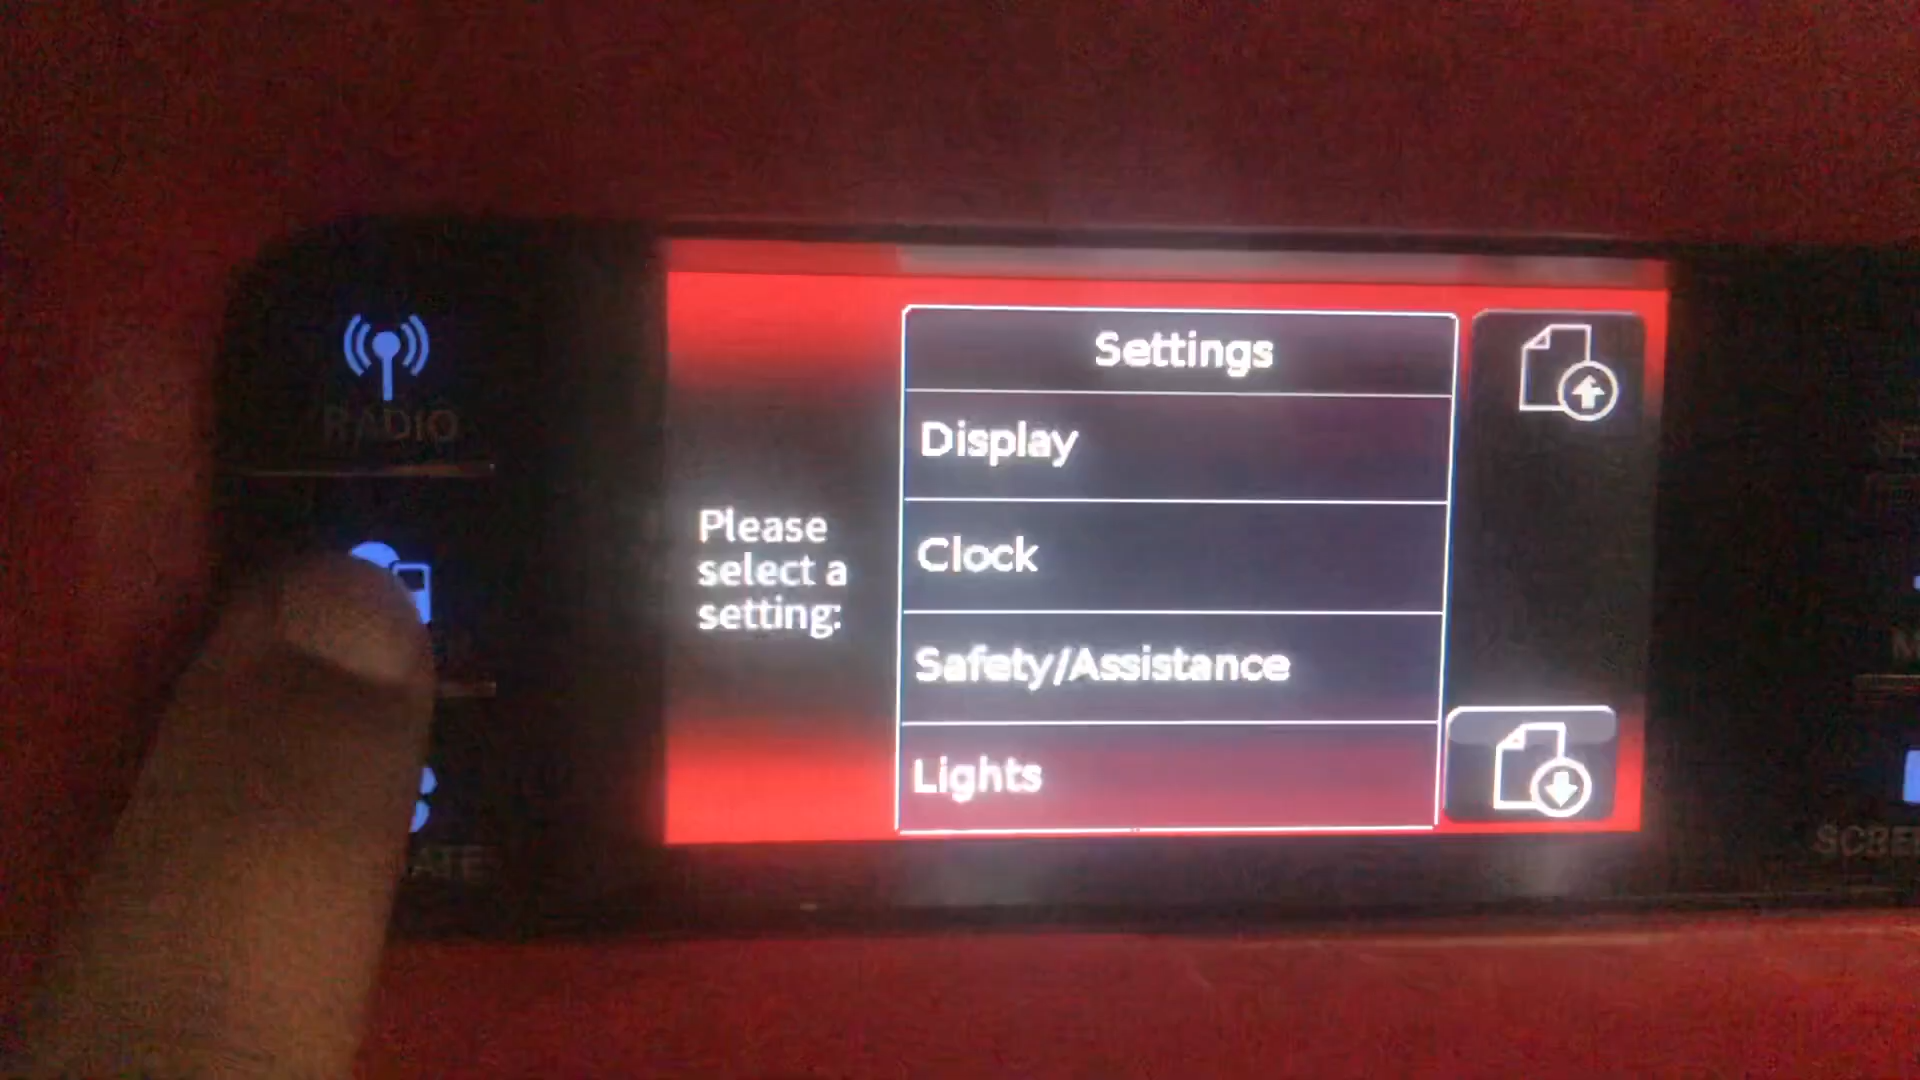 RADIO
Settings
Display
Please
select a
setting:
Clock
Safety/Assistance
Lights